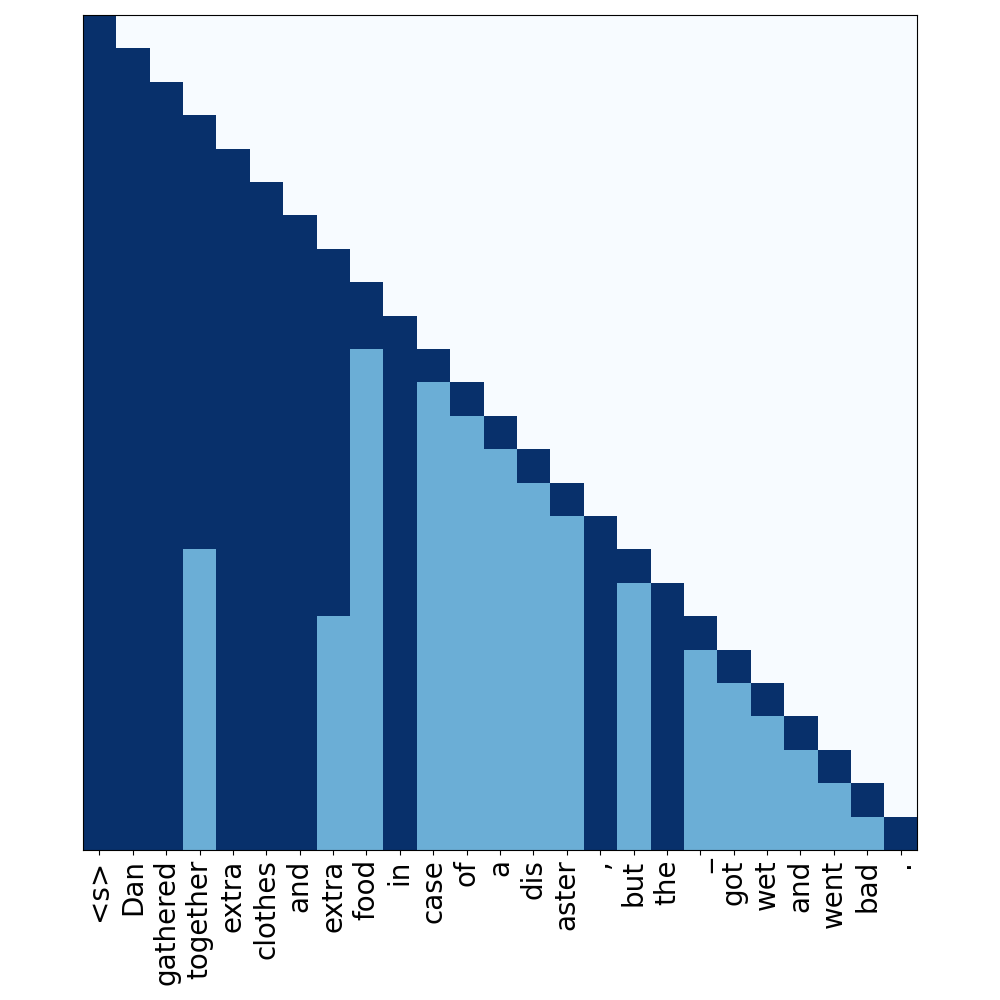 <s> Dan gathered together extra clothes and extra food in case of a dis aster , but the _ got wet and went bad .